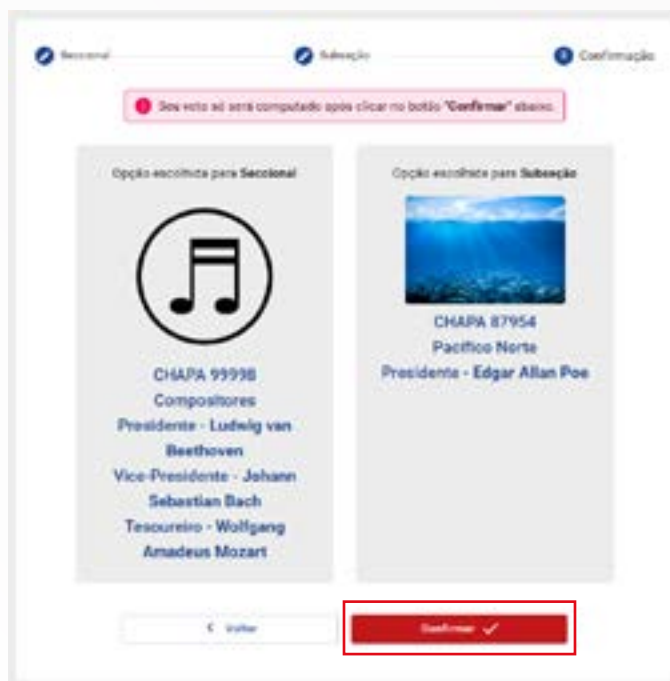 Seccional
Subseção
Confirmação
Seu voto só será computado após clicar no botão "Confirmar" abaixo.
Opção escolhida para Seccional
CHAPA 99998
Compositores
Presidente - Ludwig van
Beethoven
Vice-Presidente - Johann
Sebastian Bach
Tesoureiro - Wolfgang
Amadeus Mozart
Opção escolhida para Subseção
CHAPA 87954
Pacífico Norte
Presidente - Edgar Allan Poe
Voltar
Confirmar